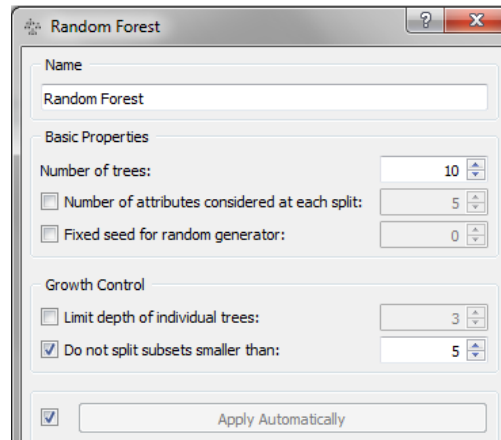 Random Forest
Name
Random Forest
Basic Properties
Number of trees: 10
Number of attributes considered at each split: 5
Fixed seed for random generator: 0
Growth Control
Limit depth of individual trees: 3
Do not split subsets smaller than: 5
Apply Automatically